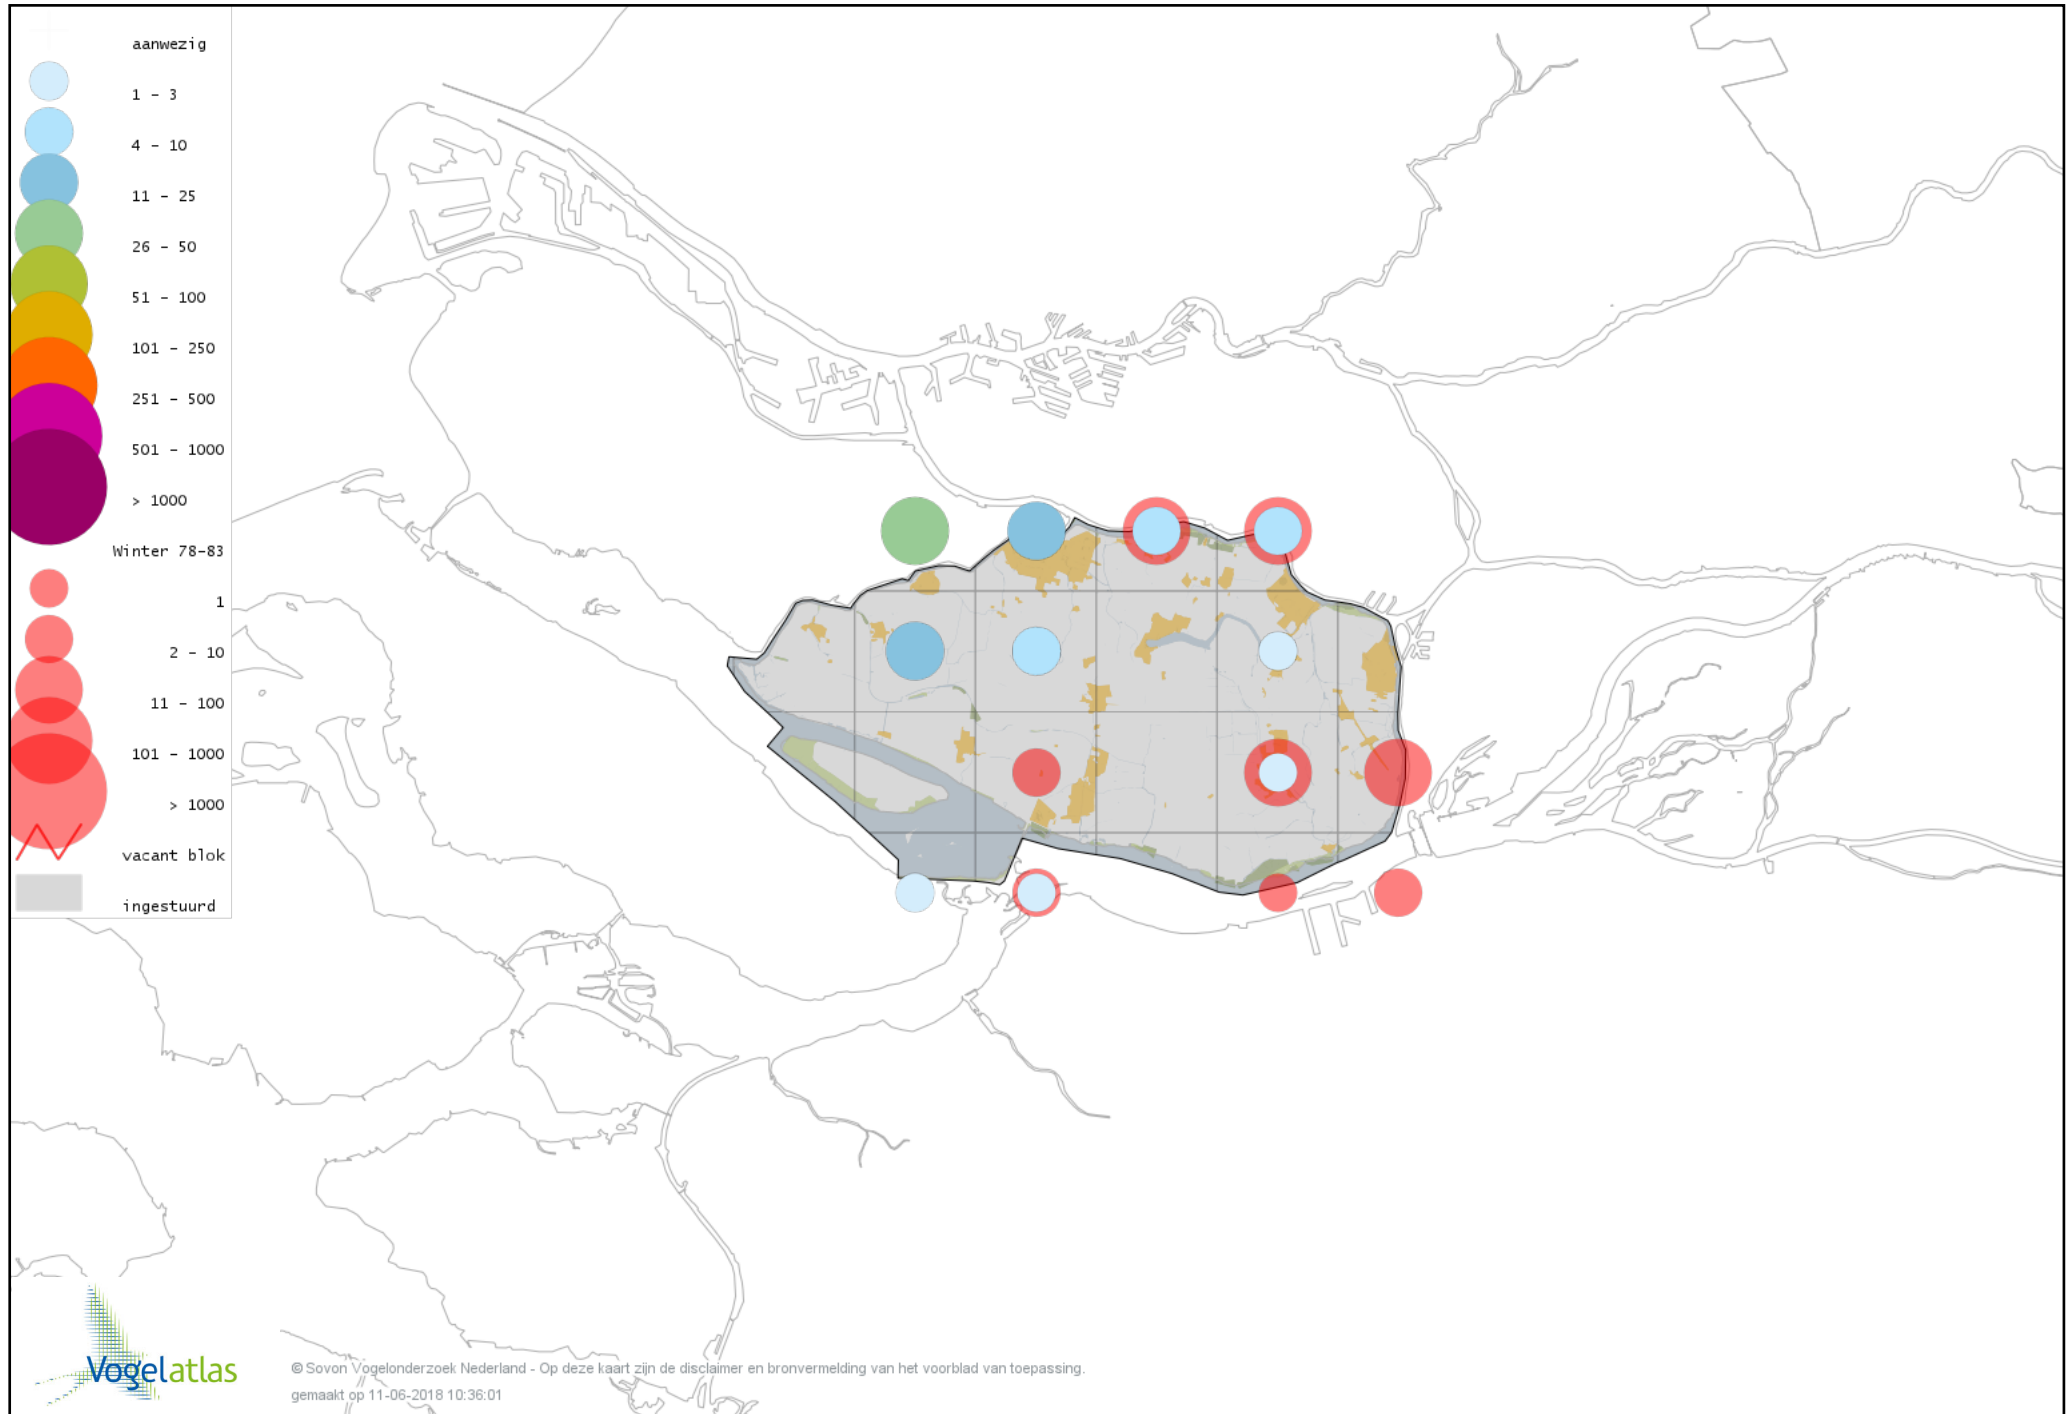 aanwezig
1 - 3
4 - 10
11 - 25
26 - 50
51 - 100
101 - 250
251 - 500
501 - 1000
> 1000
Winter 78-83
1
2 - 10
11 - 100
101 - 1000
> 1000
vacant blok
ingestuurd
Vogelatlas
© Sovon Vogelonderzoek Nederland - Op deze kaart zijn de disclaimer en bronvermelding van het voorblad van toepassing.
gemaakt op 11-06-2018 10:36:01